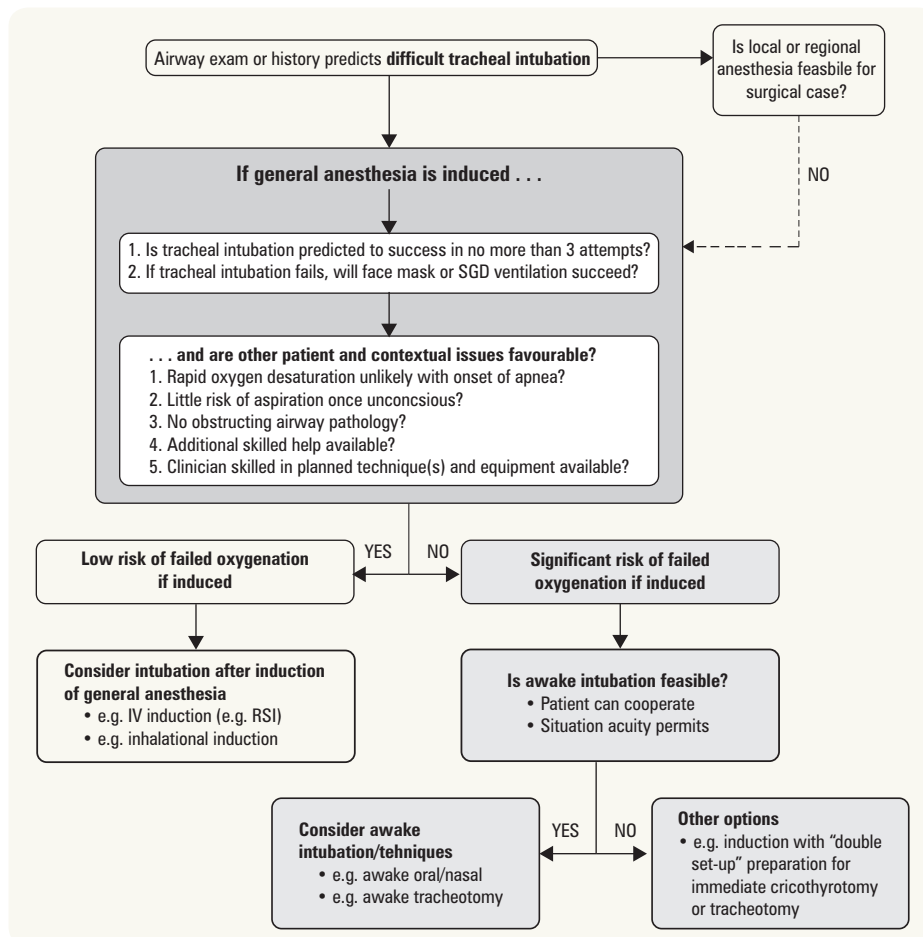 Airway exam or history predicts difficult tracheal intubation
Is local or regional
anesthesia feasbile for
surgical case?
NO
If general anesthesia is induced . . .
1. Is tracheal intubation predicted to success in no more than 3 attempts?
2. If tracheal intubation fails, will face mask or SGD ventilation succeed?
. . . and are other patient and contextual issues favourable?
1. Rapid oxygen desaturation unlikely with onset of apnea?
2. Little risk of aspiration once unconcsious?
3. No obstructing airway pathology?
4. Additional skilled help available?
5. Clinician skilled in planned technique(s) and equipment available?
Low risk of failed oxygenation
if induced
YES
NO
Significant risk of failed
oxygenation if induced
Consider intubation after induction
of general anesthesia
• e.g. IV induction (e.g. RSI)
• e.g. inhalational induction
Is awake intubation feasible?
• Patient can cooperate
• Situation acuity permits
Consider awake
intubation/tehniques
• e.g. awake oral/nasal
• e.g. awake tracheotomy
YES
NO
Other options
• e.g. induction with “double
set-up” preparation for
immediate cricothyrotomy
or tracheotomy